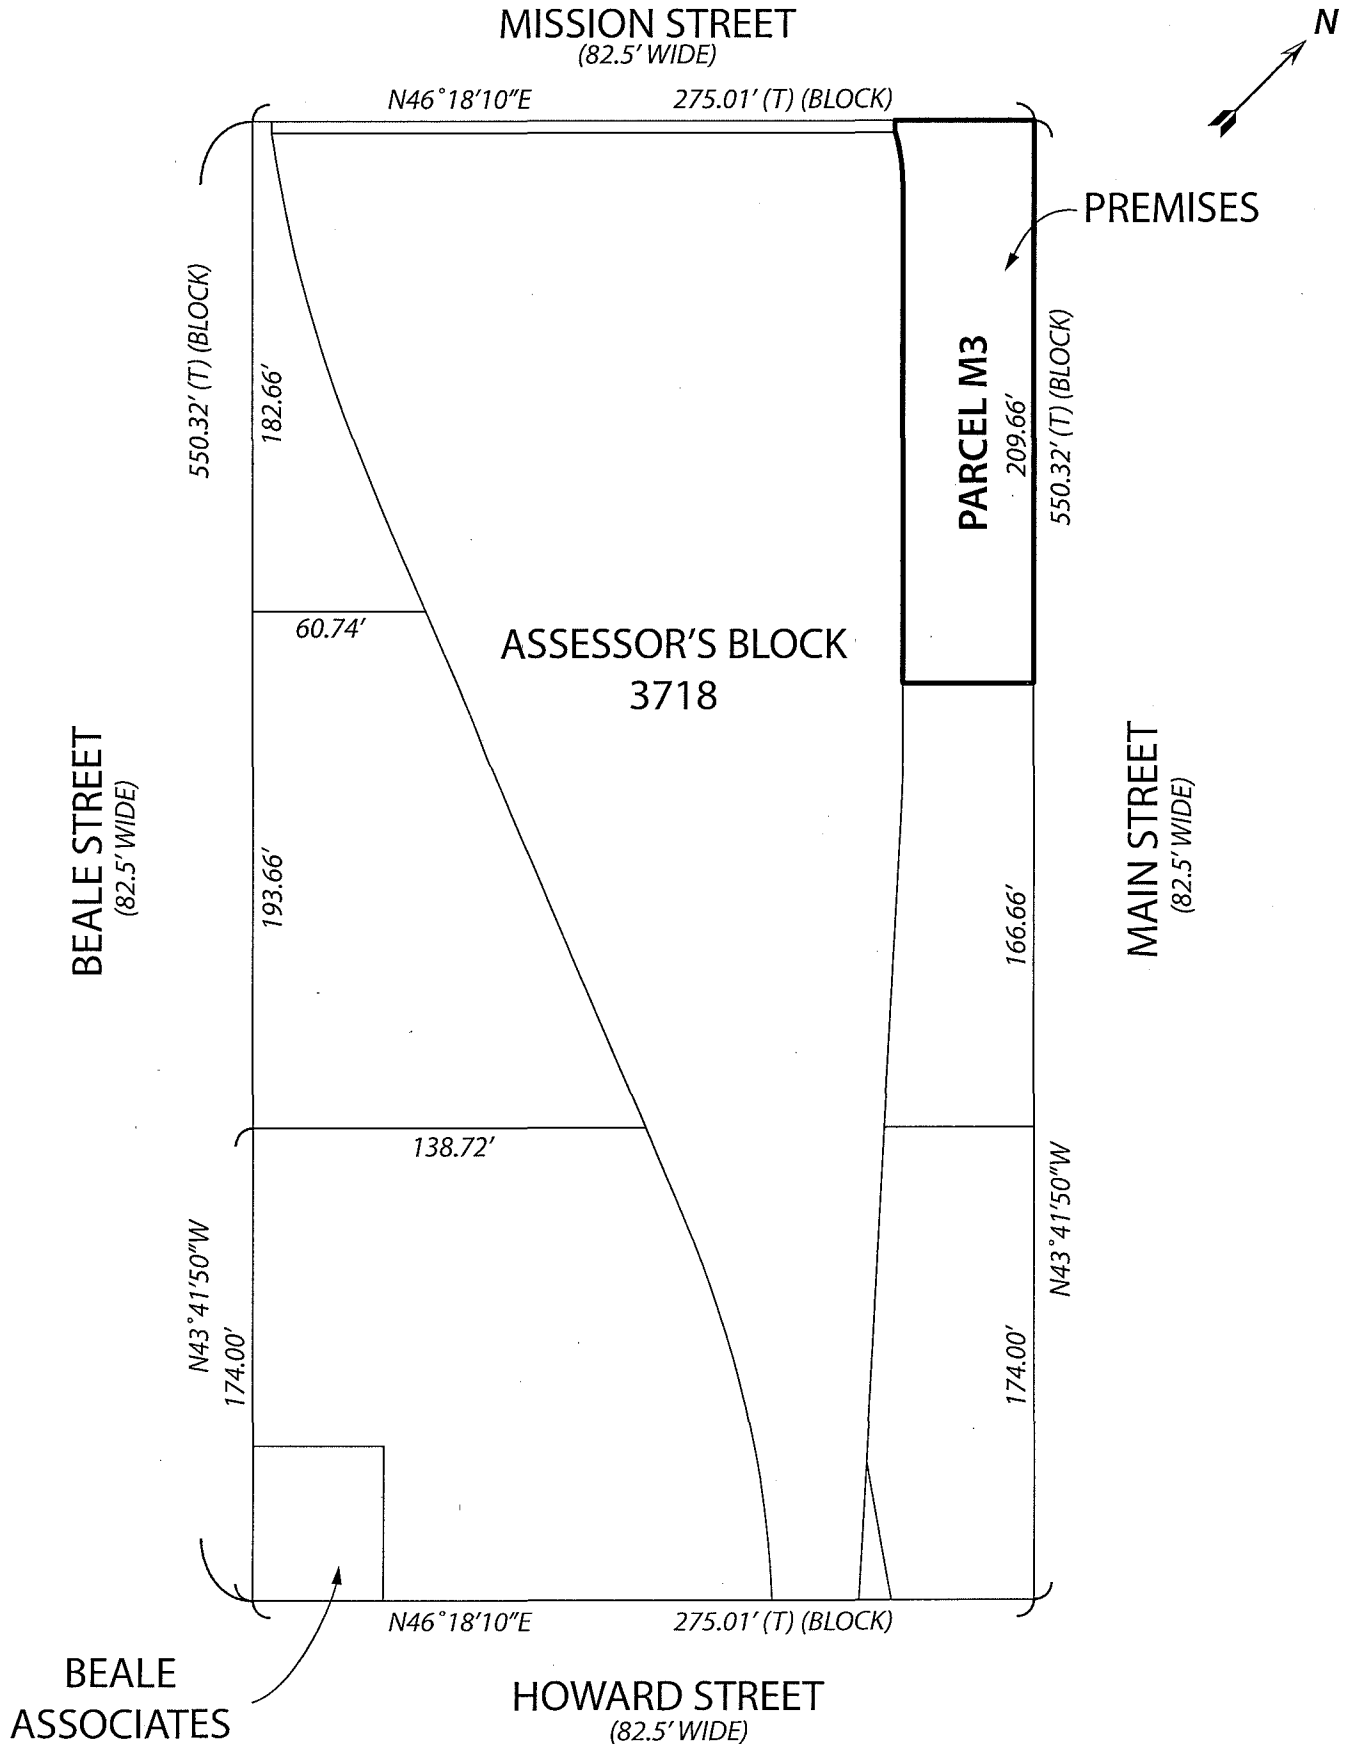 MISSION STREET
(82.5' WIDE)
N
N46°18'10"E
275.01' (T) (BLOCK)
PREMISES
550.32' (T) (BLOCK)
182.66'
PARCEL M3
209.66'
550.32' (T) (BLOCK)
60.74'
ASSESSOR'S BLOCK
3718
BEALE STREET
(82.5' WIDE)
193.66'
166.66'
MAIN STREET
(82.5' WIDE)
138.72'
N43°41'50"W
174.00'
174.00'
N43°41'50"W
N46°18'10"E
275.01' (T) (BLOCK)
BEALE
ASSOCIATES
HOWARD STREET
(82.5' WIDE)